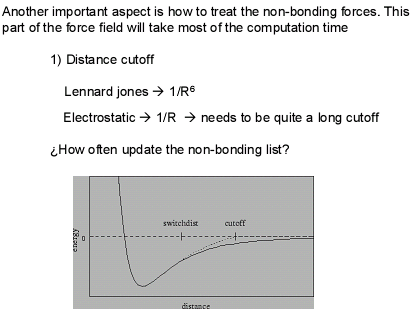 Another important aspect is how to treat the non-bonding forces. This
part of the force field will take most of the computation time
1) Distance cutoff
Lennard jones → 1/R⁶
Electrostatic → 1/R → needs to be quite a long cutoff
¿How often update the non-bonding list?
switchdist cutoff
energy
0
distance